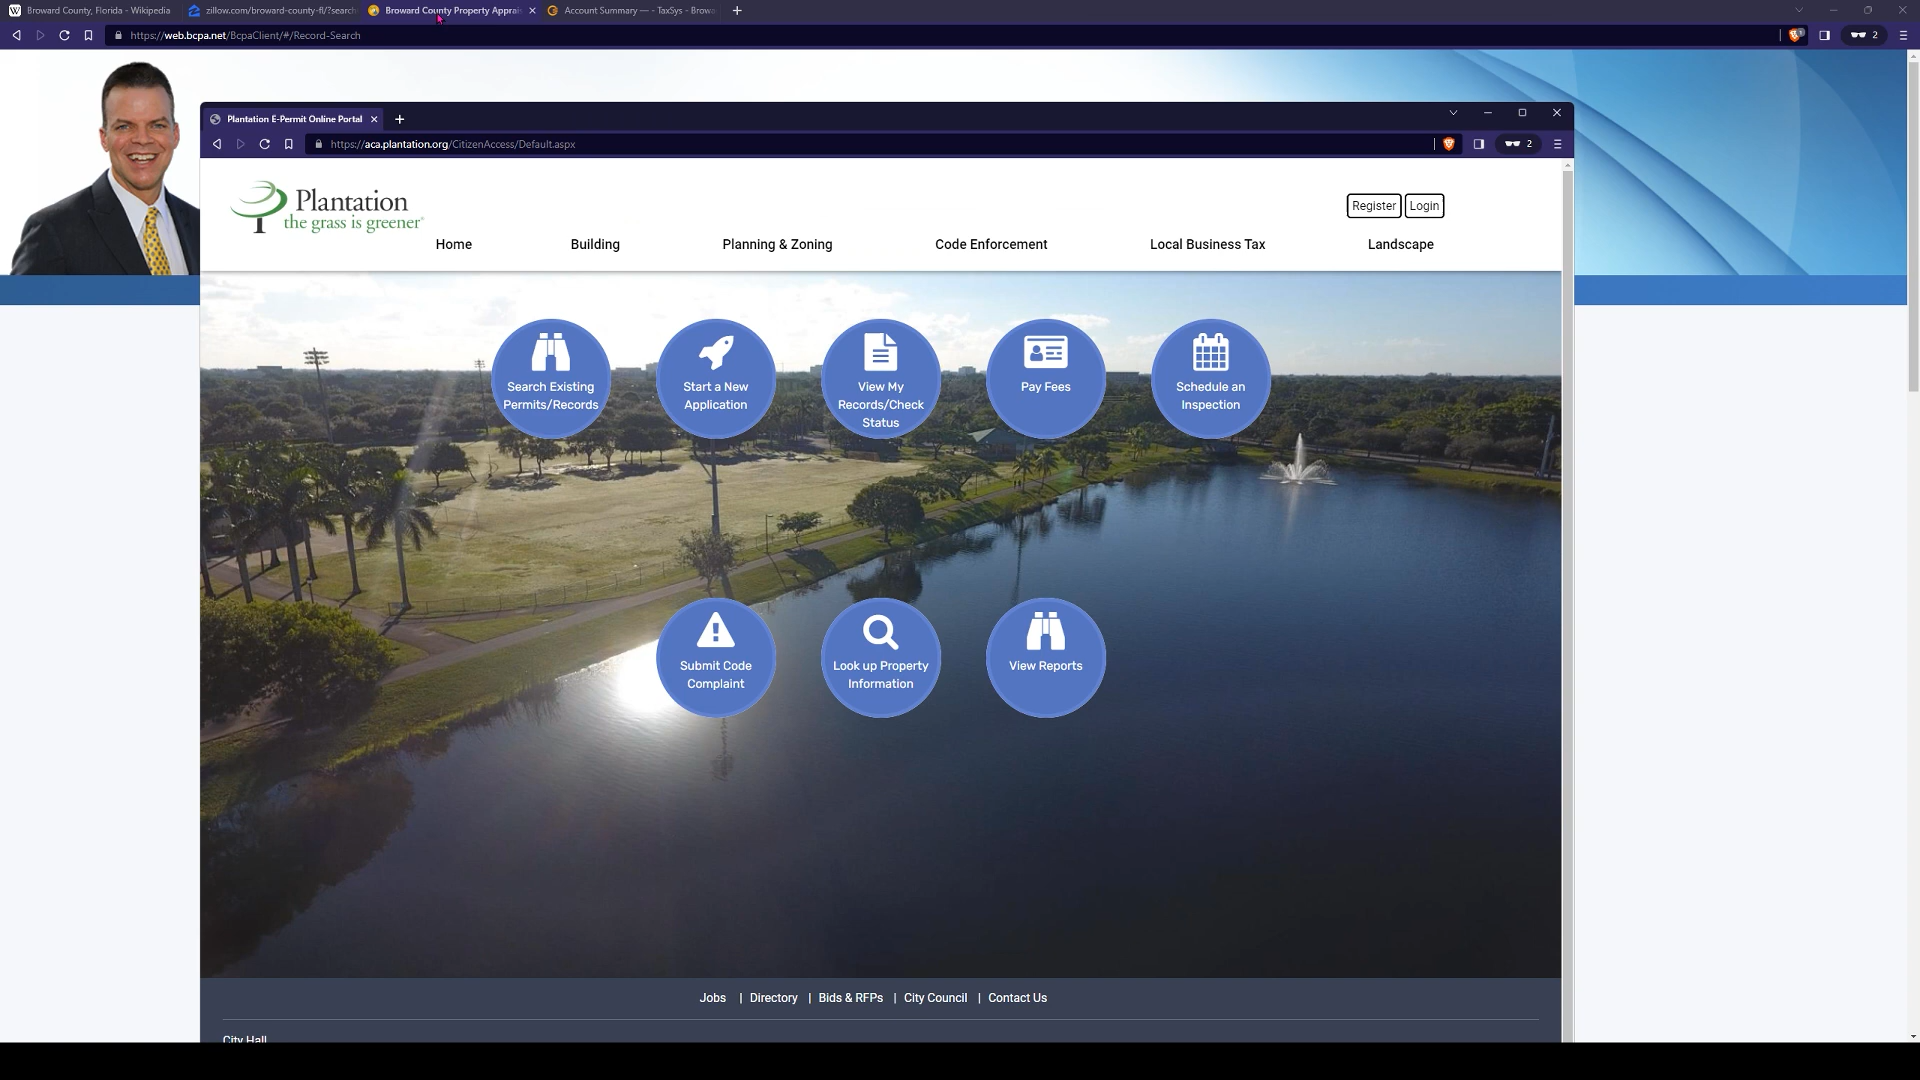 Broward County, Florida - Wikipedia
zillow.com/broward-county-fl/?search
Broward County Property Apprais
Account Summary — - TaxSys - Browa
https://web.bcpa.net/BcpaClient/#/Record-Search
2
Plantation E-Permit Online Portal
https://aca.plantation.org/CitizenAccess/Default.aspx
2
Plantation
the grass is greener®
Register
Login
Home
Building
Planning & Zoning
Code Enforcement
Local Business Tax
Landscape
Search Existing
Permits/Records
Start a New
Application
View My
Records/Check
Status
Pay Fees
Schedule an
Inspection
Submit Code
Complaint
Look up Property
Information
View Reports
Jobs | Directory | Bids & RFPs | City Council | Contact Us
City Hall